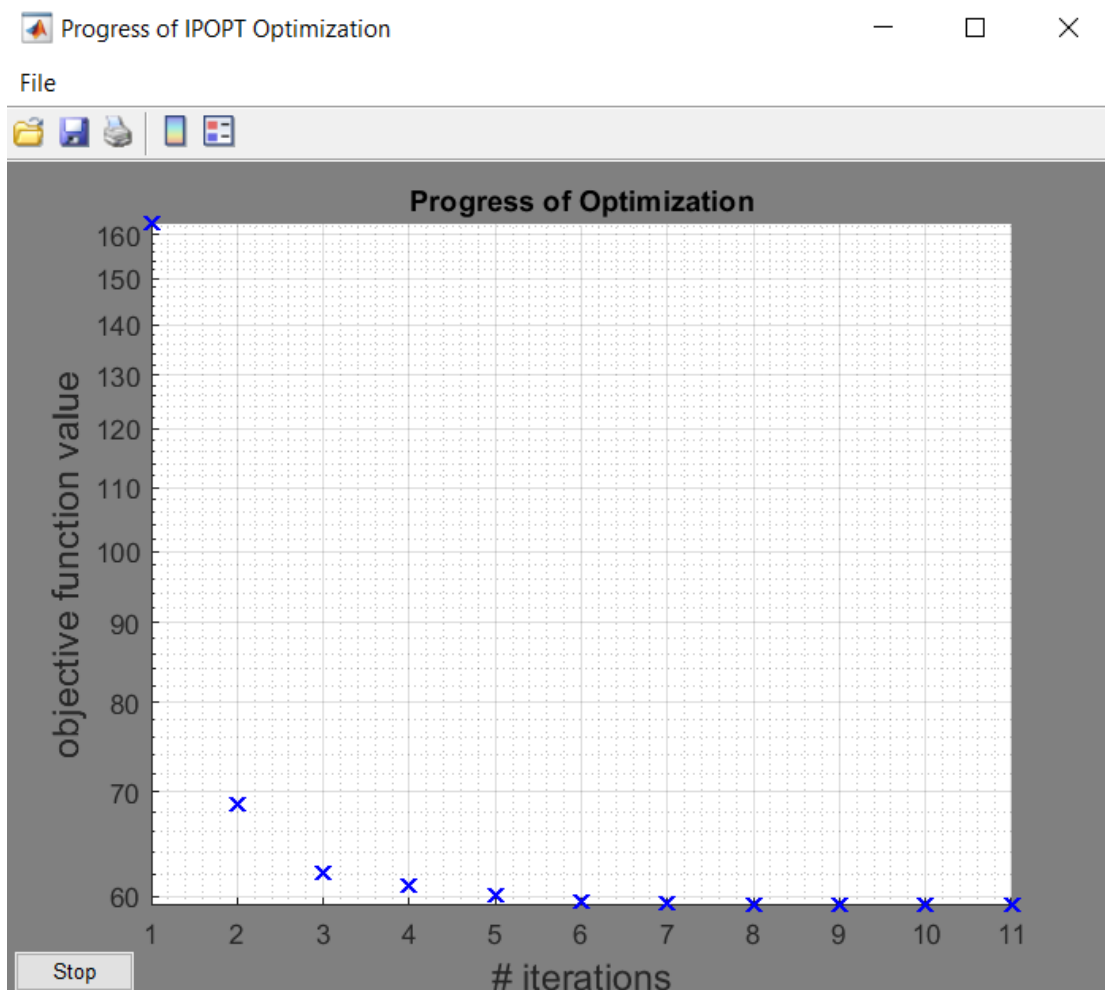 Progress of IPOPT Optimization
File
Progress of Optimization
160
150
140
130
120
110
100
90
80
70
60
objective function value
1 2 3 4 5 6 7 8 9 10 11
# iterations
Stop